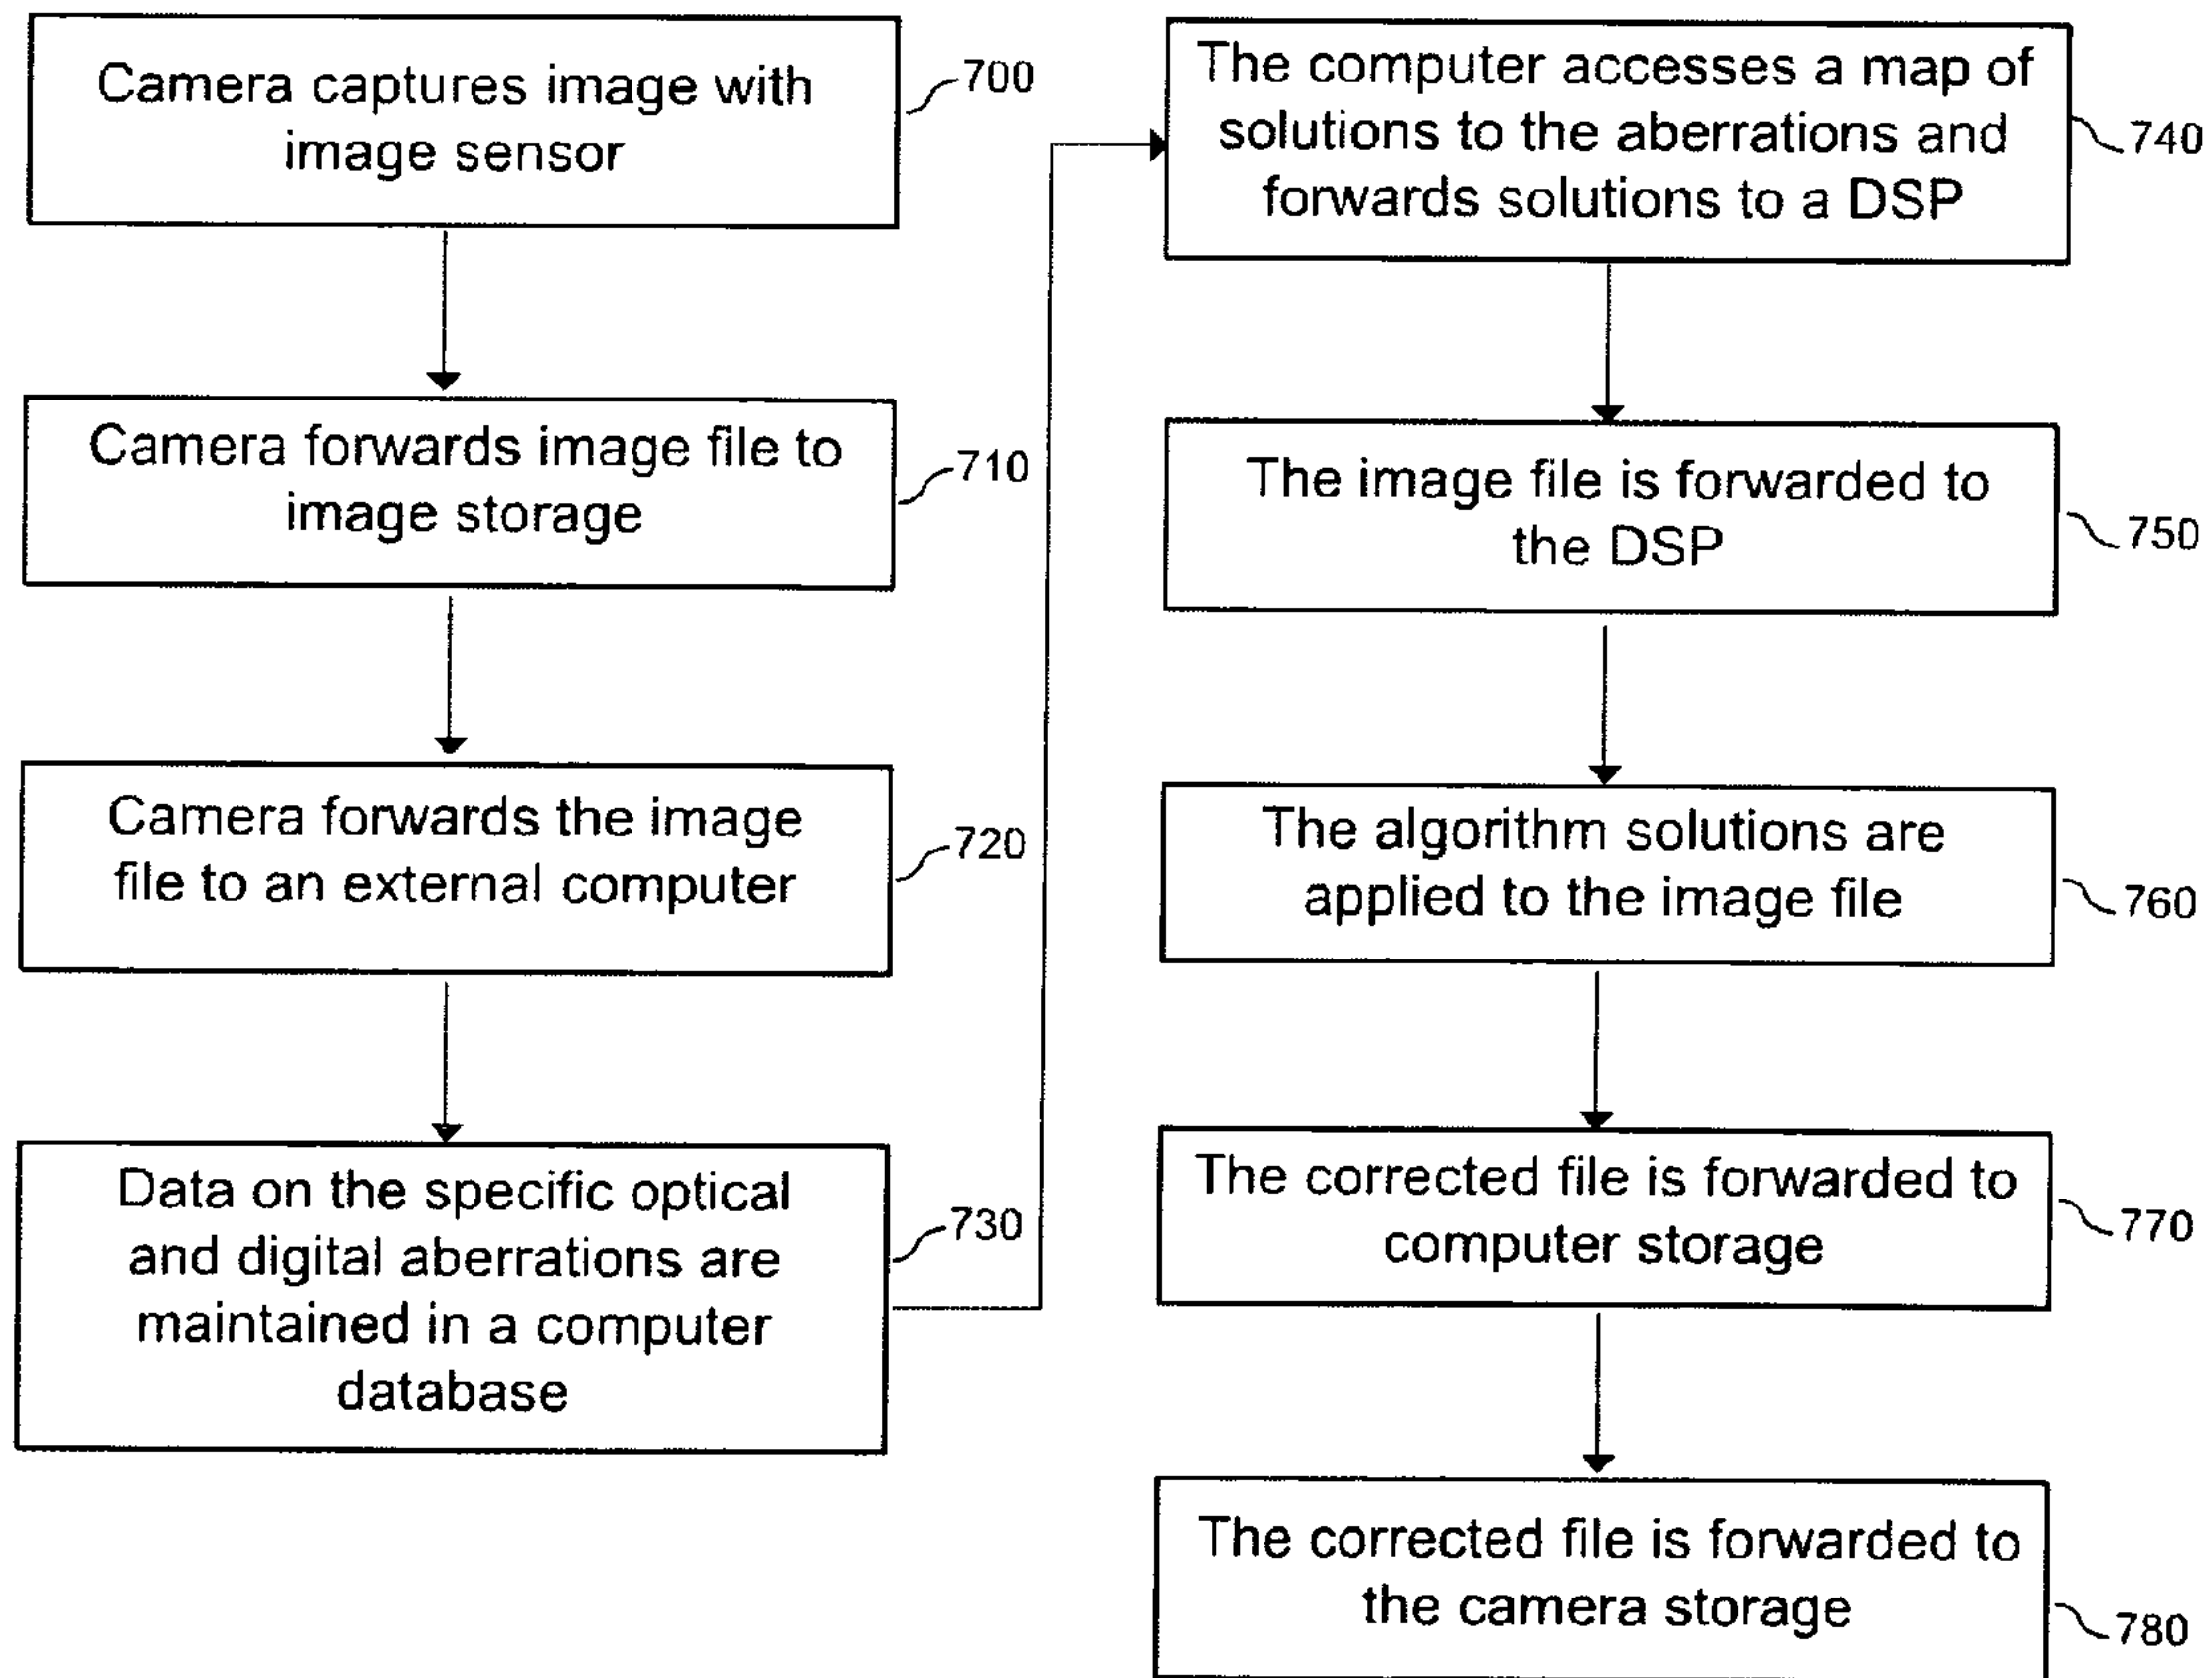 Camera captures image with
image sensor
700
Camera forwards image file to
image storage
710
Camera forwards the image
file to an external computer
720
Data on the specific optical
and digital aberrations are
maintained in a computer
database
730
The computer accesses a map of
solutions to the aberrations and
forwards solutions to a DSP
740
The image file is forwarded to
the DSP
750
The algorithm solutions are
applied to the image file
760
The corrected file is forwarded to
computer storage
770
The corrected file is forwarded to
the camera storage
780